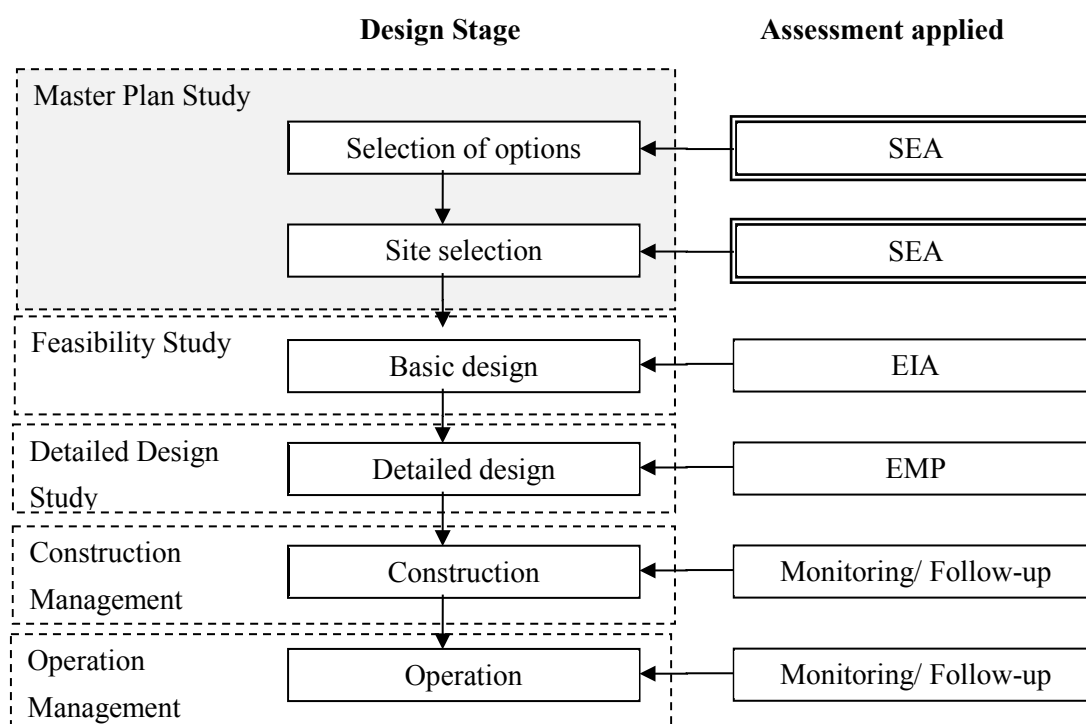 Design Stage
Assessment applied
Master Plan Study
Selection of options
SEA
Site selection
SEA
Feasibility Study
Basic design
EIA
Detailed Design
Study
Detailed design
EMP
Construction
Management
Construction
Monitoring/ Follow-up
Operation
Management
Operation
Monitoring/ Follow-up